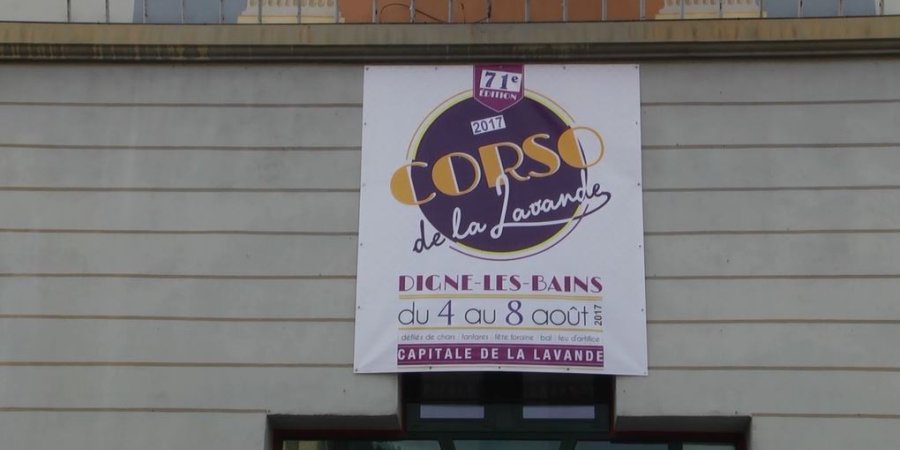 71e
ÉDITION
2017
CORSO
de la Lavande
DIGNE-LES-BAINS
du 4 au 8 août 2017
défilés de chars | fanfares | fête foraine | bal | feu d'artifice
CAPITALE DE LA LAVANDE